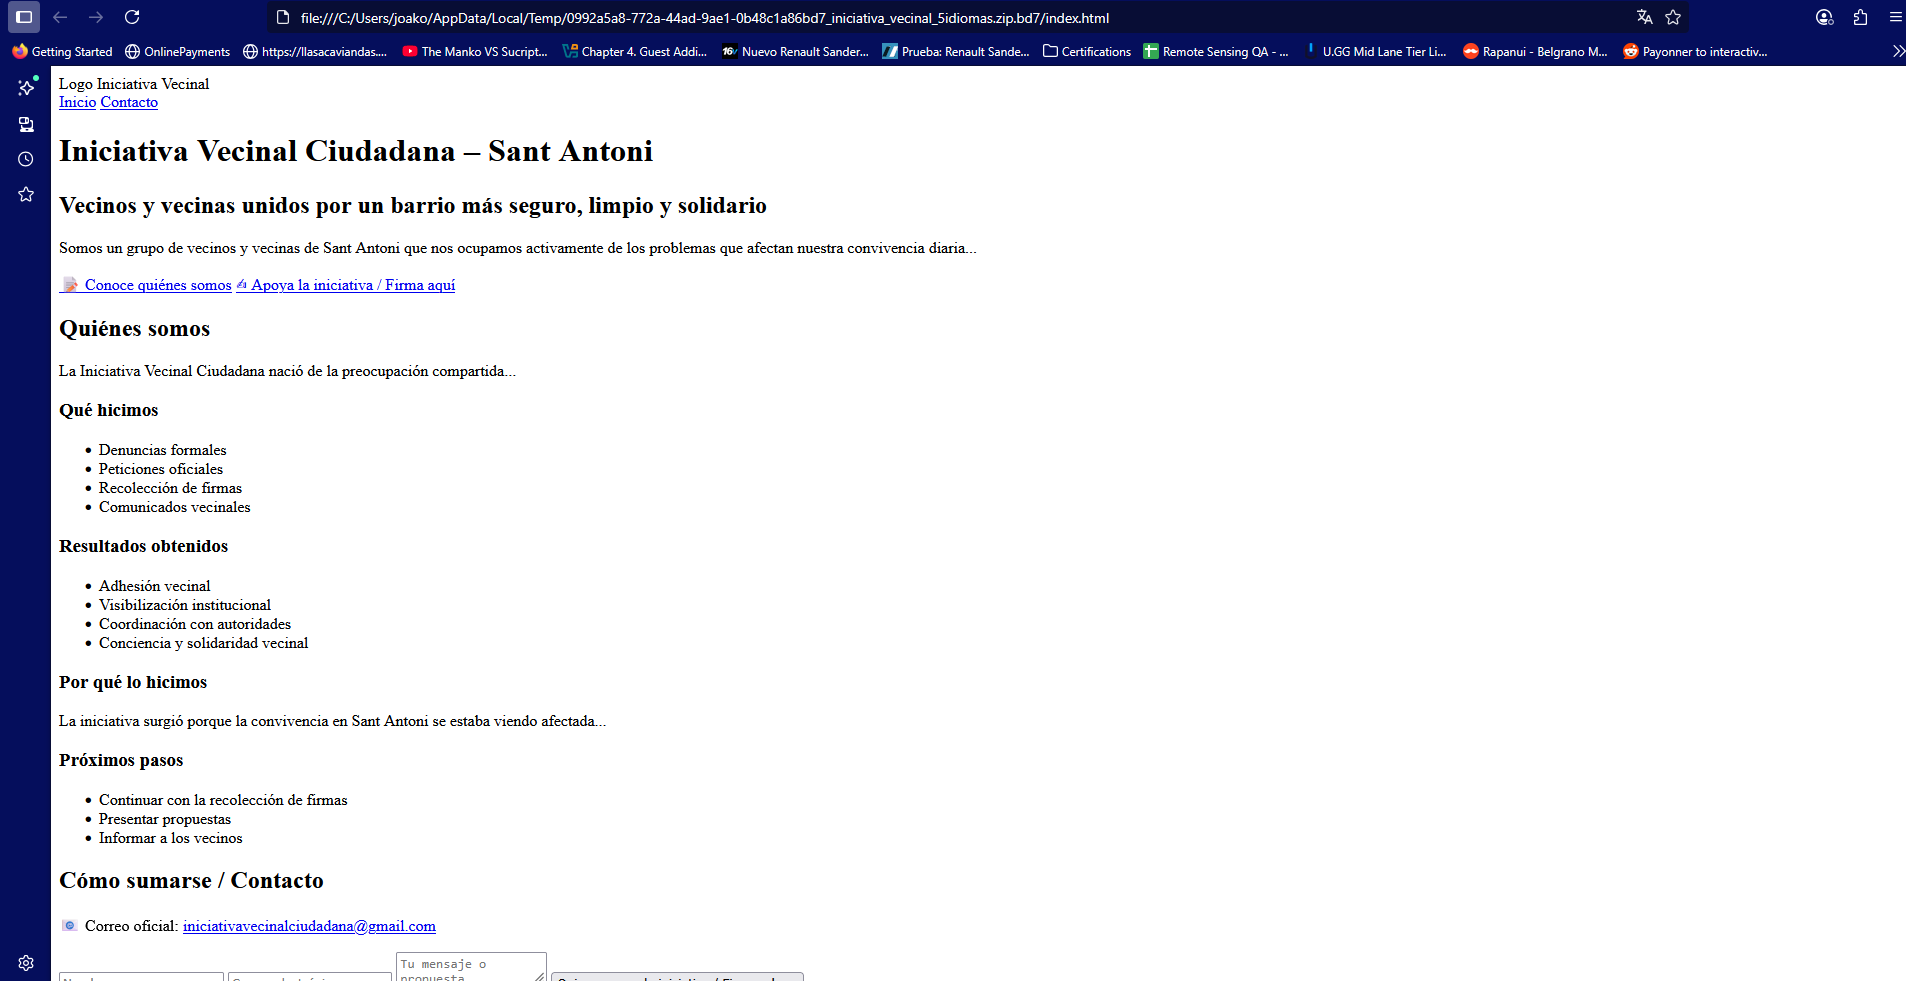 file:///C:/Users/joako/AppData/Local/Temp/0992a5a8-772a-44ad-9ae1-0b48c1a86bd7_iniciativa_vecinal_5idiomas.zip.bd7/index.html
Getting Started OnlinePayments https://llasacaviandas.... The Manko VS Sucript... Chapter 4. Guest Addi... Nuevo Renault Sander... Prueba: Renault Sande... Certifications Remote Sensing QA - ... U.GG Mid Lane Tier Li... Rapanui - Belgrano M... Payonner to interactiv...
Logo Iniciativa Vecinal
Inicio Contacto
Iniciativa Vecinal Ciudadana – Sant Antoni
Vecinos y vecinas unidos por un barrio más seguro, limpio y solidario
Somos un grupo de vecinos y vecinas de Sant Antoni que nos ocupamos activamente de los problemas que afectan nuestra convivencia diaria...
📝 Conoce quiénes somos ✍ Apoya la iniciativa / Firma aquí
Quiénes somos
La Iniciativa Vecinal Ciudadana nació de la preocupación compartida...
Qué hicimos
• Denuncias formales
• Peticiones oficiales
• Recolección de firmas
• Comunicados vecinales
Resultados obtenidos
• Adhesión vecinal
• Visibilización institucional
• Coordinación con autoridades
• Conciencia y solidaridad vecinal
Por qué lo hicimos
La iniciativa surgió porque la convivencia en Sant Antoni se estaba viendo afectada...
Próximos pasos
• Continuar con la recolección de firmas
• Presentar propuestas
• Informar a los vecinos
Cómo sumarse / Contacto
📧 Correo oficial: iniciativavecinalciudadana@gmail.com
Tu mensaje o
propuesta